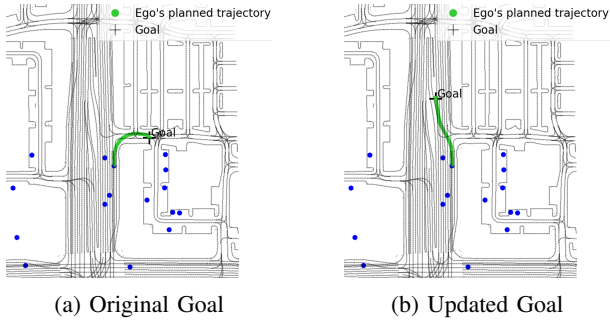 Ego's planned trajectory
Goal
Goal
(a) Original Goal
Ego's planned trajectory
Goal
Goal
(b) Updated Goal